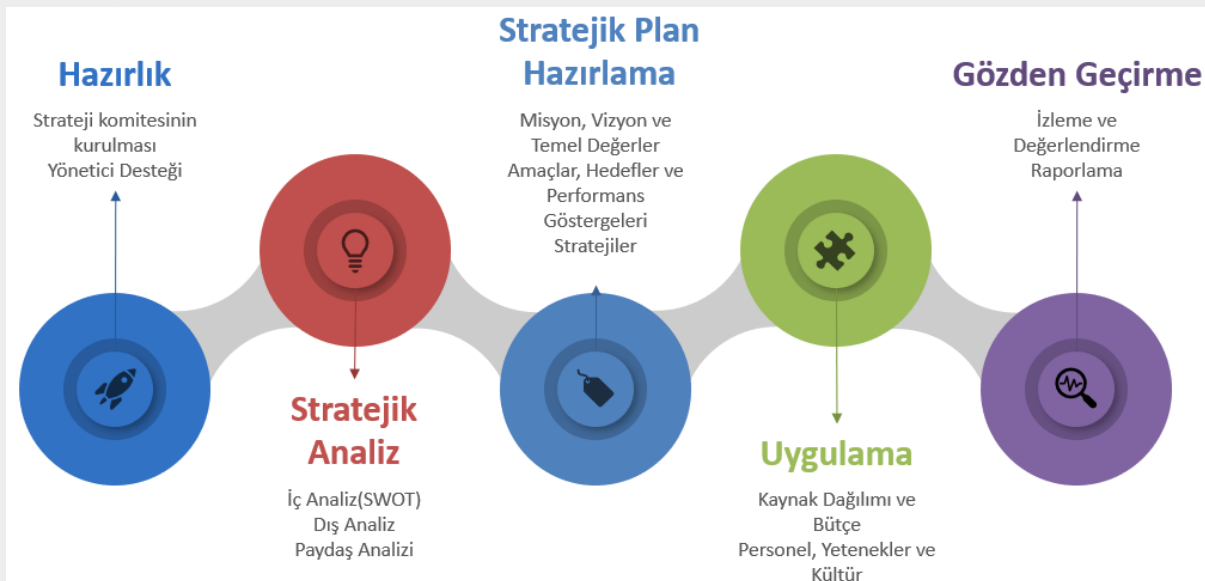 Hazırlık
Strateji komitesinin
kurulması
Yönetici Desteği
Stratejik
Analiz
İç Analiz(SWOT)
Dış Analiz
Paydaş Analizi
Stratejik Plan
Hazırlama
Misyon, Vizyon ve
Temel Değerler
Amaçlar, Hedefler ve
Performans
Göstergeleri
Stratejiler
Uygulama
Kaynak Dağılımı ve
Bütçe
Personel, Yetenekler ve
Kültür
Gözden Geçirme
İzleme ve
Değerlendirme
Raporlama